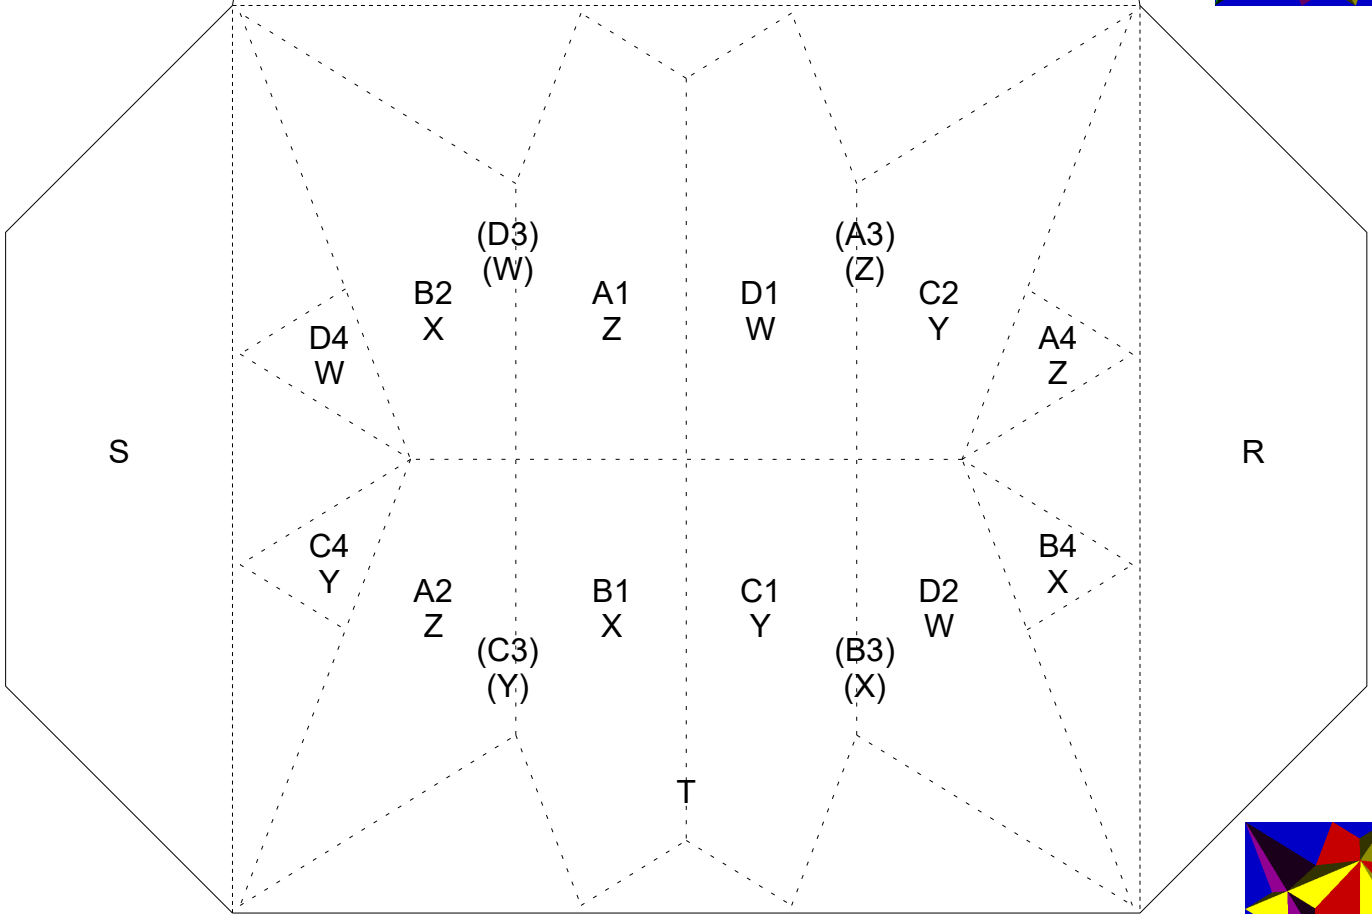 (D3) (A3)
(W) (Z)
B2 A1 D1 C2
X Z W Y
D4 A4
W Z
S R
C4 B4
Y X
A2 B1 C1 D2
Z X Y W
(C3) (B3)
(Y) (X)
T